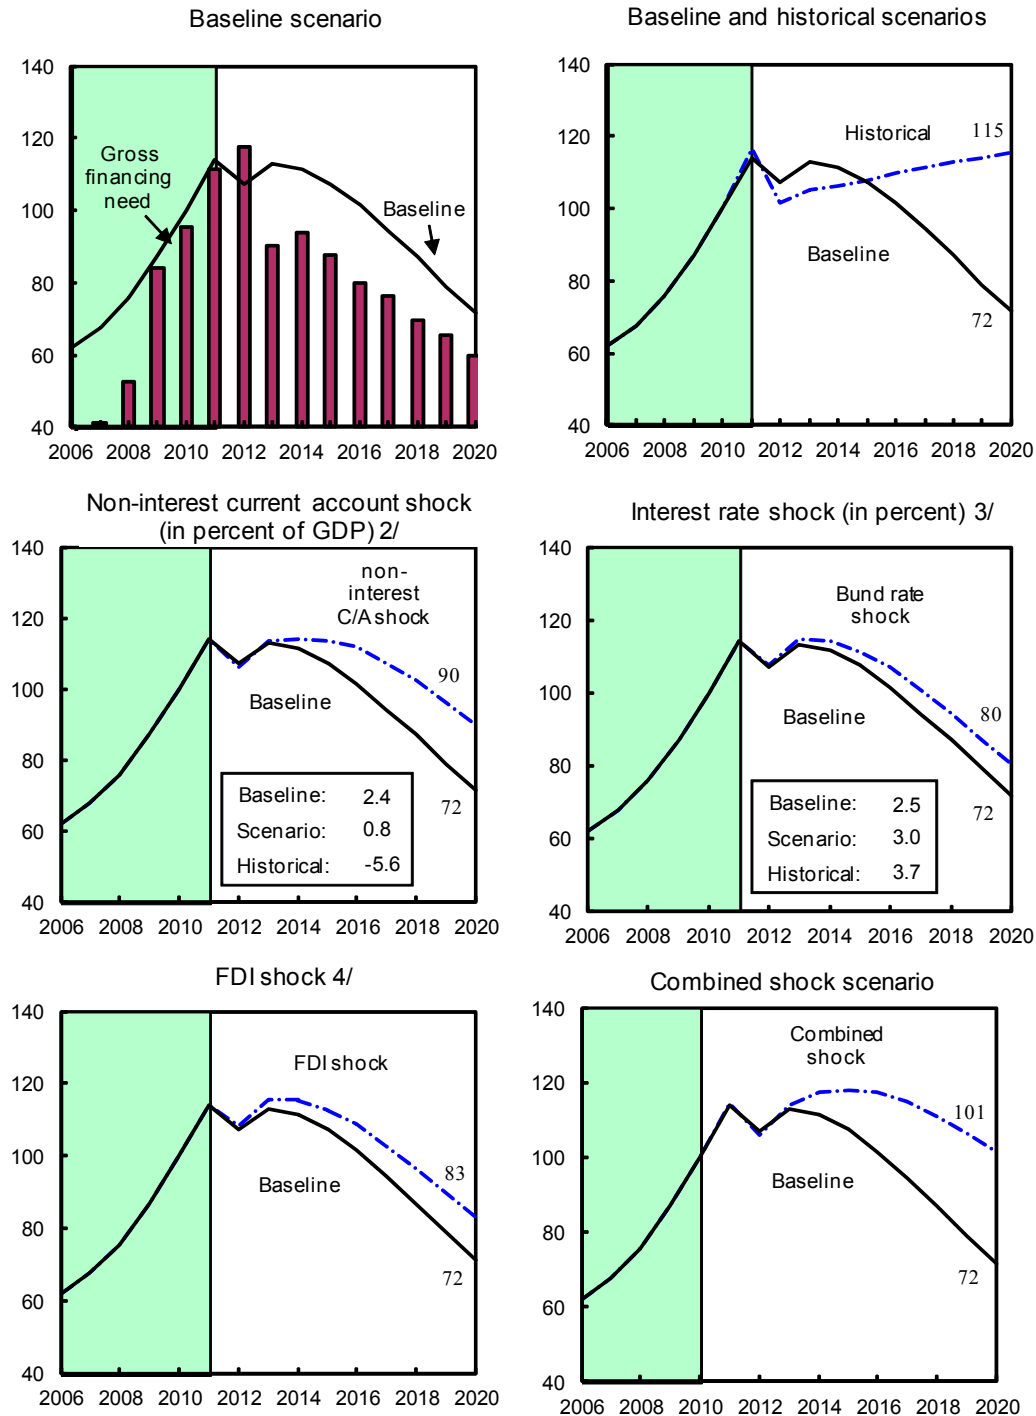 Baseline scenario
140
120
100
80
60
40
2006 2008 2010 2012 2014 2016 2018 2020
Gross
financing
need
Baseline
Baseline and historical scenarios
140
120
100
80
60
40
2006 2008 2010 2012 2014 2016 2018 2020
Historical
115
Baseline
72
Non-interest current account shock
(in percent of GDP) 2/
140
120
100
80
60
40
2006 2008 2010 2012 2014 2016 2018 2020
non-
interest
C/A shock
90
Baseline
72
Baseline: 2.4
Scenario: 0.8
Historical: -5.6
Interest rate shock (in percent) 3/
140
120
100
80
60
40
2006 2008 2010 2012 2014 2016 2018 2020
Bund rate
shock
80
Baseline
72
Baseline: 2.5
Scenario: 3.0
Historical: 3.7
FDI shock 4/
140
120
100
80
60
40
2006 2008 2010 2012 2014 2016 2018 2020
FDI shock
83
Baseline
72
Combined shock scenario
140
120
100
80
60
40
2006 2008 2010 2012 2014 2016 2018 2020
Combined
shock
101
Baseline
72